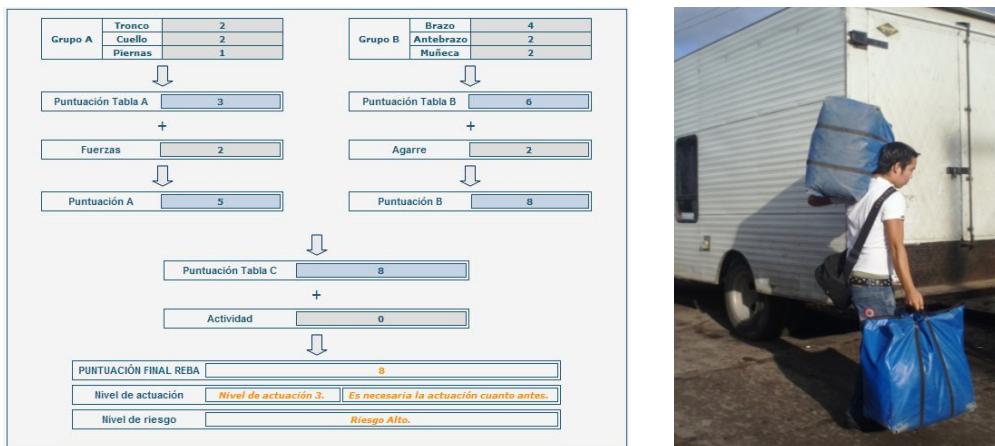 Grupo A Tronco 2 Grupo B Brazo 4
Cuello 2 Antebrazo 2
Piernas 1 Muñeca 2
Puntuación Tabla A 3 Puntuación Tabla B 6
+ +
Fuerzas 2 Agarre 2
Puntuación A 5 Puntuación B 8
Puntuación Tabla C 8
+
Actividad 0
PUNTUACIÓN FINAL REBA 8
Nivel de actuación Nivel de actuación 3. Es necesaria la actuación cuanto antes.
Nivel de riesgo Riesgo Alto.